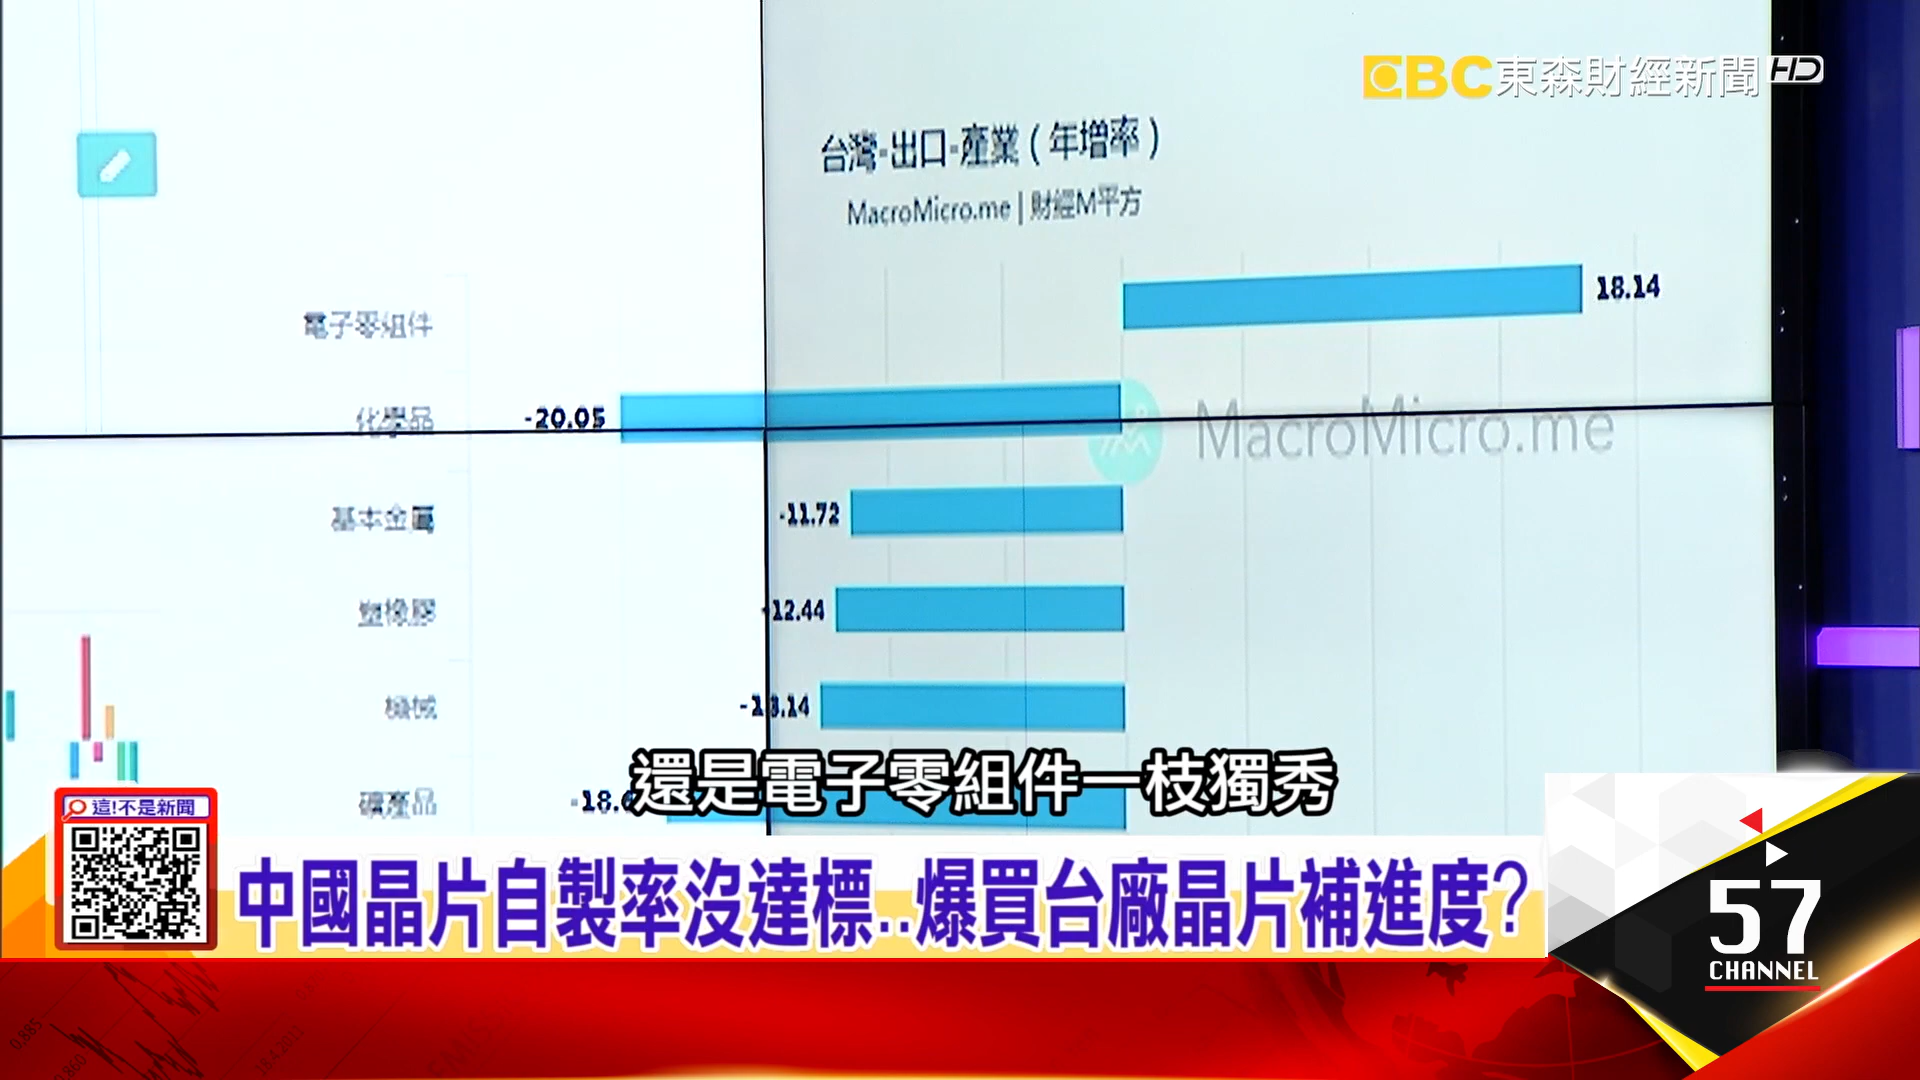 EBC 東森財經新聞 HD
台灣-出口-產業（年增率）
MacroMicro.me | 財經M平方
電子零組件
18.14
化學品
-20.05
MacroMicro.me
基本金屬
-11.72
塑橡膠
-12.44
機械
-13.14
礦產品
還是電子零組件一枝獨秀
這!不是新聞
中國晶片自製率沒達標..爆買台廠晶片補進度?
57
CHANNEL